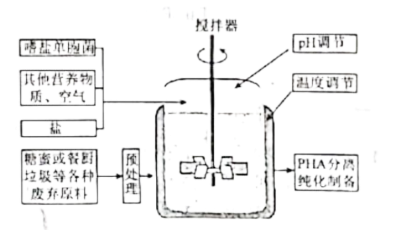 搅拌器
嗜盐单胞菌
pH调节
其他营养物
质、空气
温度调节
盐
糖蜜或餐厨
垃圾等各种
废弃原料
预
处
理
PHA分离
纯化制备